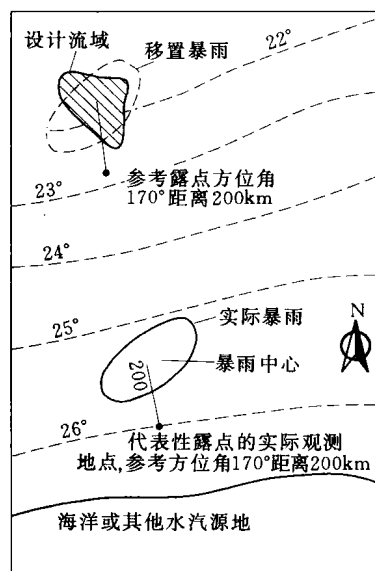 设计流域
移置暴雨
22°
参考露点方位角
170°距离200km
23°
24°
25°
实际暴雨
N
暴雨中心
200
26°
代表性露点的实际观测
地点,参考方位角170°距离200km
海洋或其他水汽源地